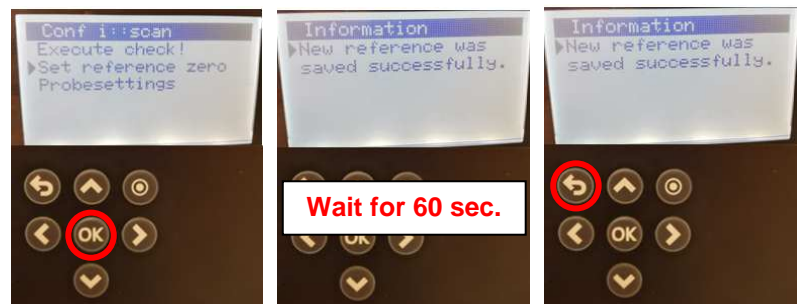 Conf i::scan
Execute check!
Set reference zero
Probesettings
OK
Information
New reference was
saved successfully.
Wait for 60 sec.
OK
Information
New reference was
saved successfully.
OK